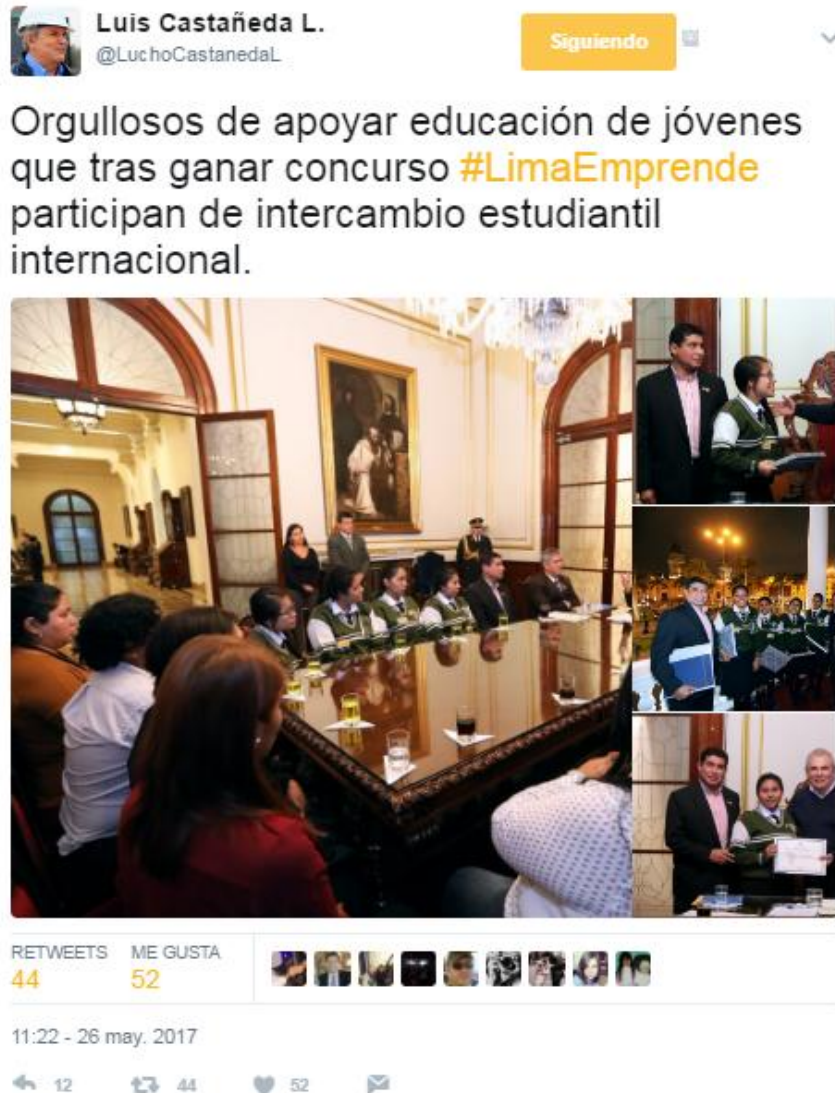 Luis Castañeda L.
@LuchoCastanedaL
Siguiendo
Orgullosos de apoyar educación de jóvenes
que tras ganar concurso #LimaEmprende
participan de intercambio estudiantil
internacional.
RETWEETS ME GUSTA
44 52
11:22 - 26 may. 2017
12 44 52